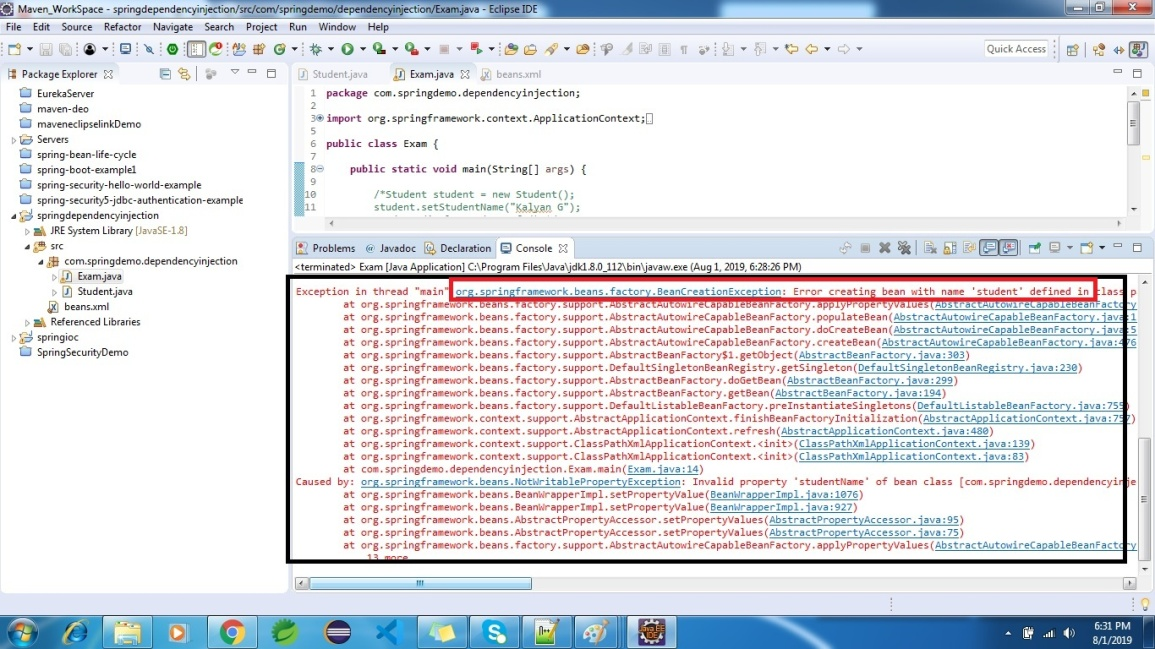 Maven_WorkSpace - springdependencyinjection/src/com/springdemo/dependencyinjection/Exam.java - Eclipse IDE
File Edit Source Refactor Navigate Search Project Run Window Help
Quick Access
Package Explorer
EurekaServer
maven-deo
maveneclipselinkDemo
Servers
spring-bean-life-cycle
spring-boot-example1
spring-security-hello-world-example
spring-security5-jdbc-authentication-example
springdependencyinjection
JRE System Library [JavaSE-1.8]
src
com.springdemo.dependencyinjection
Exam.java
Student.java
beans.xml
Referenced Libraries
springioc
SpringSecurityDemo
Student.java Exam.java beans.xml
1 package com.springdemo.dependencyinjection;
2
3 import org.springframework.context.ApplicationContext;
5
6 public class Exam {
7
8 public static void main(String[] args) {
9
10 /*Student student = new Student();
11 student.setStudentName("Kalyan G");
Problems @ Javadoc Declaration Console
<terminated> Exam [Java Application] C:\Program Files\Java\jdk1.8.0_112\bin\javaw.exe (Aug 1, 2019, 6:28:26 PM)
Exception in thread "main" org.springframework.beans.factory.BeanCreationException: Error creating bean with name 'student' defined in class p
at org.springframework.beans.factory.support.AbstractAutowireCapableBeanFactory.applyPropertyValues(AbstractAutowireCapableBeanFactory
at org.springframework.beans.factory.support.AbstractAutowireCapableBeanFactory.populateBean(AbstractAutowireCapableBeanFactory.java:1
at org.springframework.beans.factory.support.AbstractAutowireCapableBeanFactory.doCreateBean(AbstractAutowireCapableBeanFactory.java:5
at org.springframework.beans.factory.support.AbstractAutowireCapableBeanFactory.createBean(AbstractAutowireCapableBeanFactory.java:476
at org.springframework.beans.factory.support.AbstractBeanFactory$1.getObject(AbstractBeanFactory.java:303)
at org.springframework.beans.factory.support.DefaultSingletonBeanRegistry.getSingleton(DefaultSingletonBeanRegistry.java:230)
at org.springframework.beans.factory.support.AbstractBeanFactory.doGetBean(AbstractBeanFactory.java:299)
at org.springframework.beans.factory.support.AbstractBeanFactory.getBean(AbstractBeanFactory.java:194)
at org.springframework.beans.factory.support.DefaultListableBeanFactory.preInstantiateSingletons(DefaultListableBeanFactory.java:755)
at org.springframework.context.support.AbstractApplicationContext.finishBeanFactoryInitialization(AbstractApplicationContext.java:757)
at org.springframework.context.support.AbstractApplicationContext.refresh(AbstractApplicationContext.java:480)
at org.springframework.context.support.ClassPathXmlApplicationContext.<init>(ClassPathXmlApplicationContext.java:139)
at org.springframework.context.support.ClassPathXmlApplicationContext.<init>(ClassPathXmlApplicationContext.java:83)
at com.springdemo.dependencyinjection.Exam.main(Exam.java:14)
Caused by: org.springframework.beans.NotWritablePropertyException: Invalid property 'studentName' of bean class [com.springdemo.dependencyinje
at org.springframework.beans.BeanWrapperImpl.setPropertyValue(BeanWrapperImpl.java:1076)
at org.springframework.beans.BeanWrapperImpl.setPropertyValue(BeanWrapperImpl.java:927)
at org.springframework.beans.AbstractPropertyAccessor.setPropertyValues(AbstractPropertyAccessor.java:95)
at org.springframework.beans.AbstractPropertyAccessor.setPropertyValues(AbstractPropertyAccessor.java:75)
at org.springframework.beans.factory.support.AbstractAutowireCapableBeanFactory.applyPropertyValues(AbstractAutowireCapableBeanFactory
13 more
Java EE
IDE
6:31 PM
8/1/2019